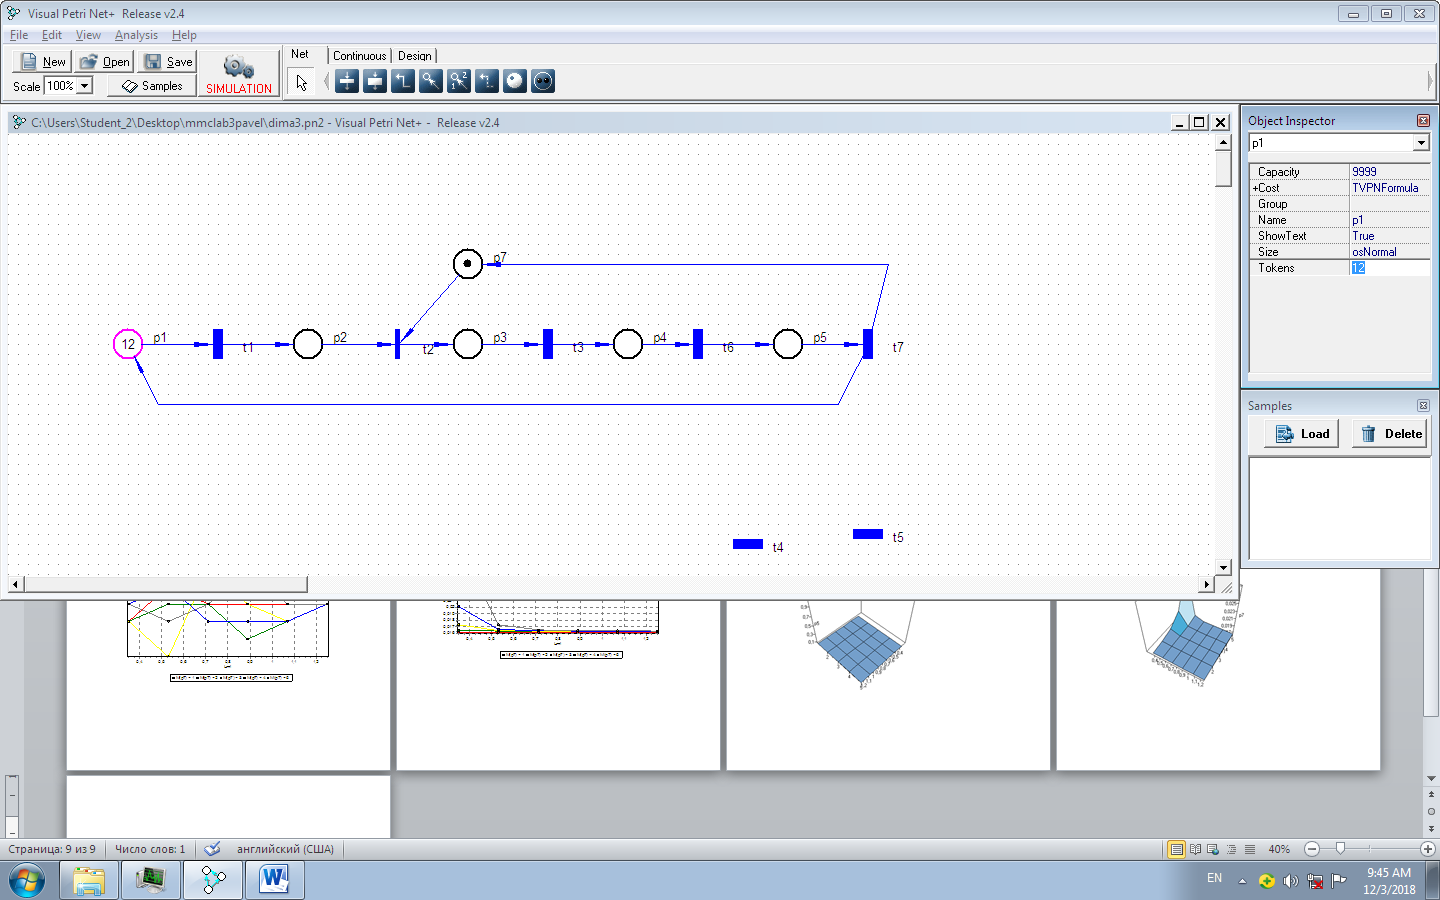 Visual Petri Net+ Release v2.4
File Edit View Analysis Help
New Open Save
Scale 100% Samples SIMULATION
Net Continuous Design
C:\Users\Student_2\Desktop\mmclab3pavel\dima3.pn2 - Visual Petri Net+ - Release v2.4
p7
12 p1 t1 p2 t2 p3 t3 p4 t6 p5 t7
t4 t5
Object Inspector
p1
Capacity 9999
+Cost TVPNFormula
Group
Name p1
ShowText True
Size osNormal
Tokens 12
Samples
Load Delete
Страница: 9 из 9 Число слов: 1 английский (США) 40%
EN 9:45 AM
12/3/2018